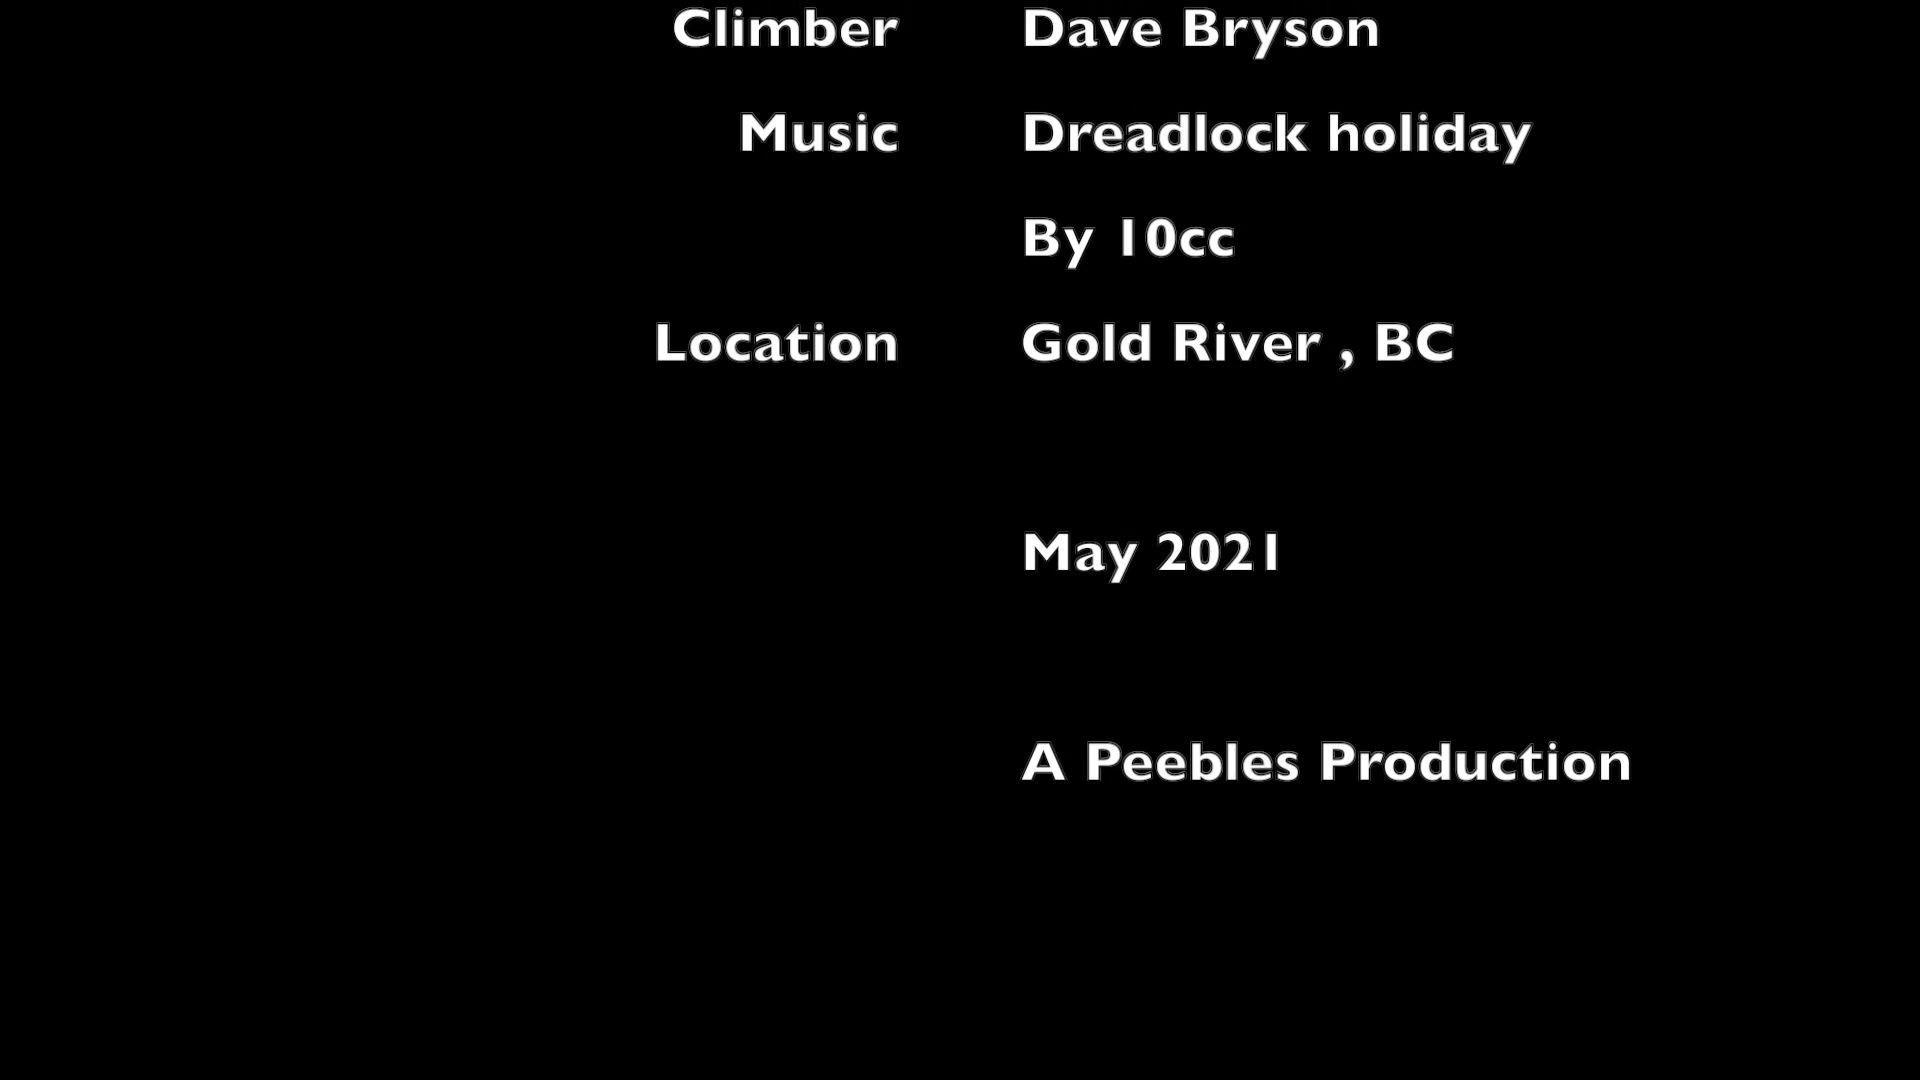 Climber Dave Bryson
Music Dreadlock holiday
By 10cc
Location Gold River , BC
May 2021
A Peebles Production